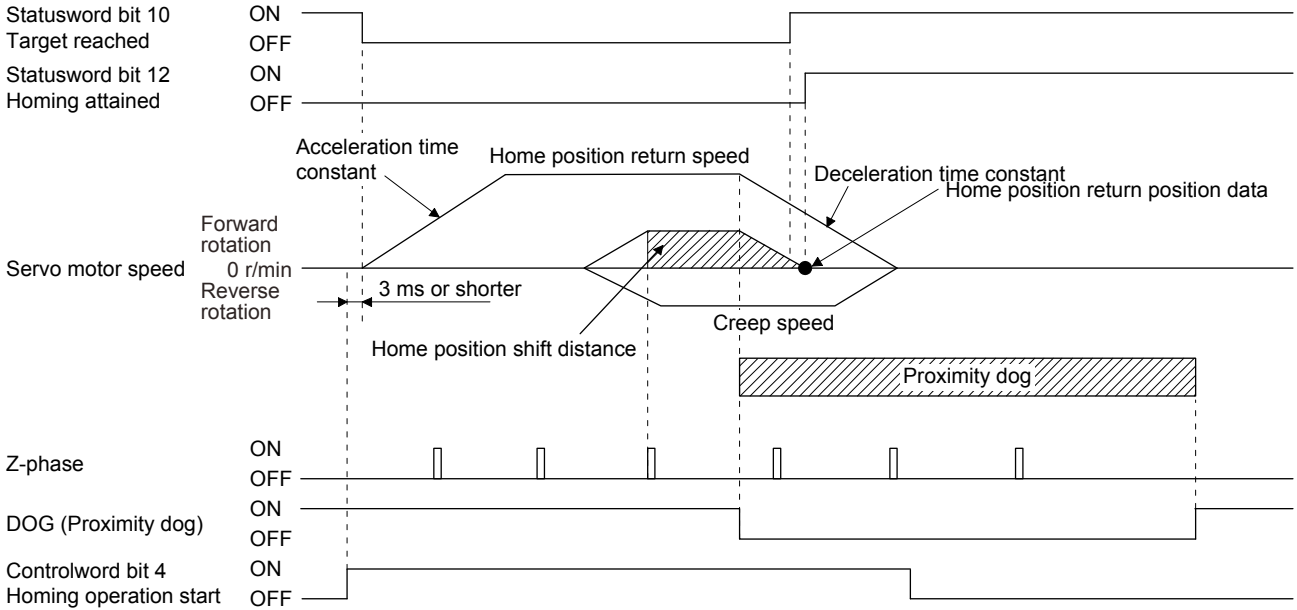 Statusword bit 10
Target reached
ON
OFF
Statusword bit 12
Homing attained
ON
OFF
Acceleration time
constant
Home position return speed
Deceleration time constant
Home position return position data
Forward
rotation
Servo motor speed
0 r/min
Reverse
rotation
3 ms or shorter
Creep speed
Home position shift distance
Proximity dog
Z-phase
ON
OFF
DOG (Proximity dog)
ON
OFF
Controlword bit 4
Homing operation start
ON
OFF